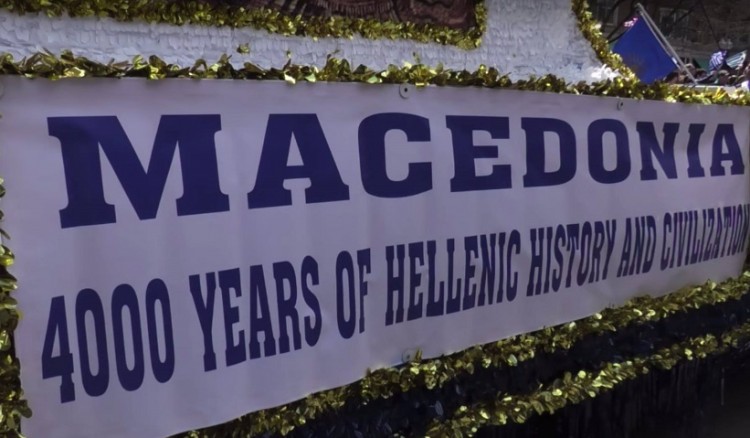 MACEDONIA
4000 YEARS OF HELLENIC HISTORY AND CIVILIZATION